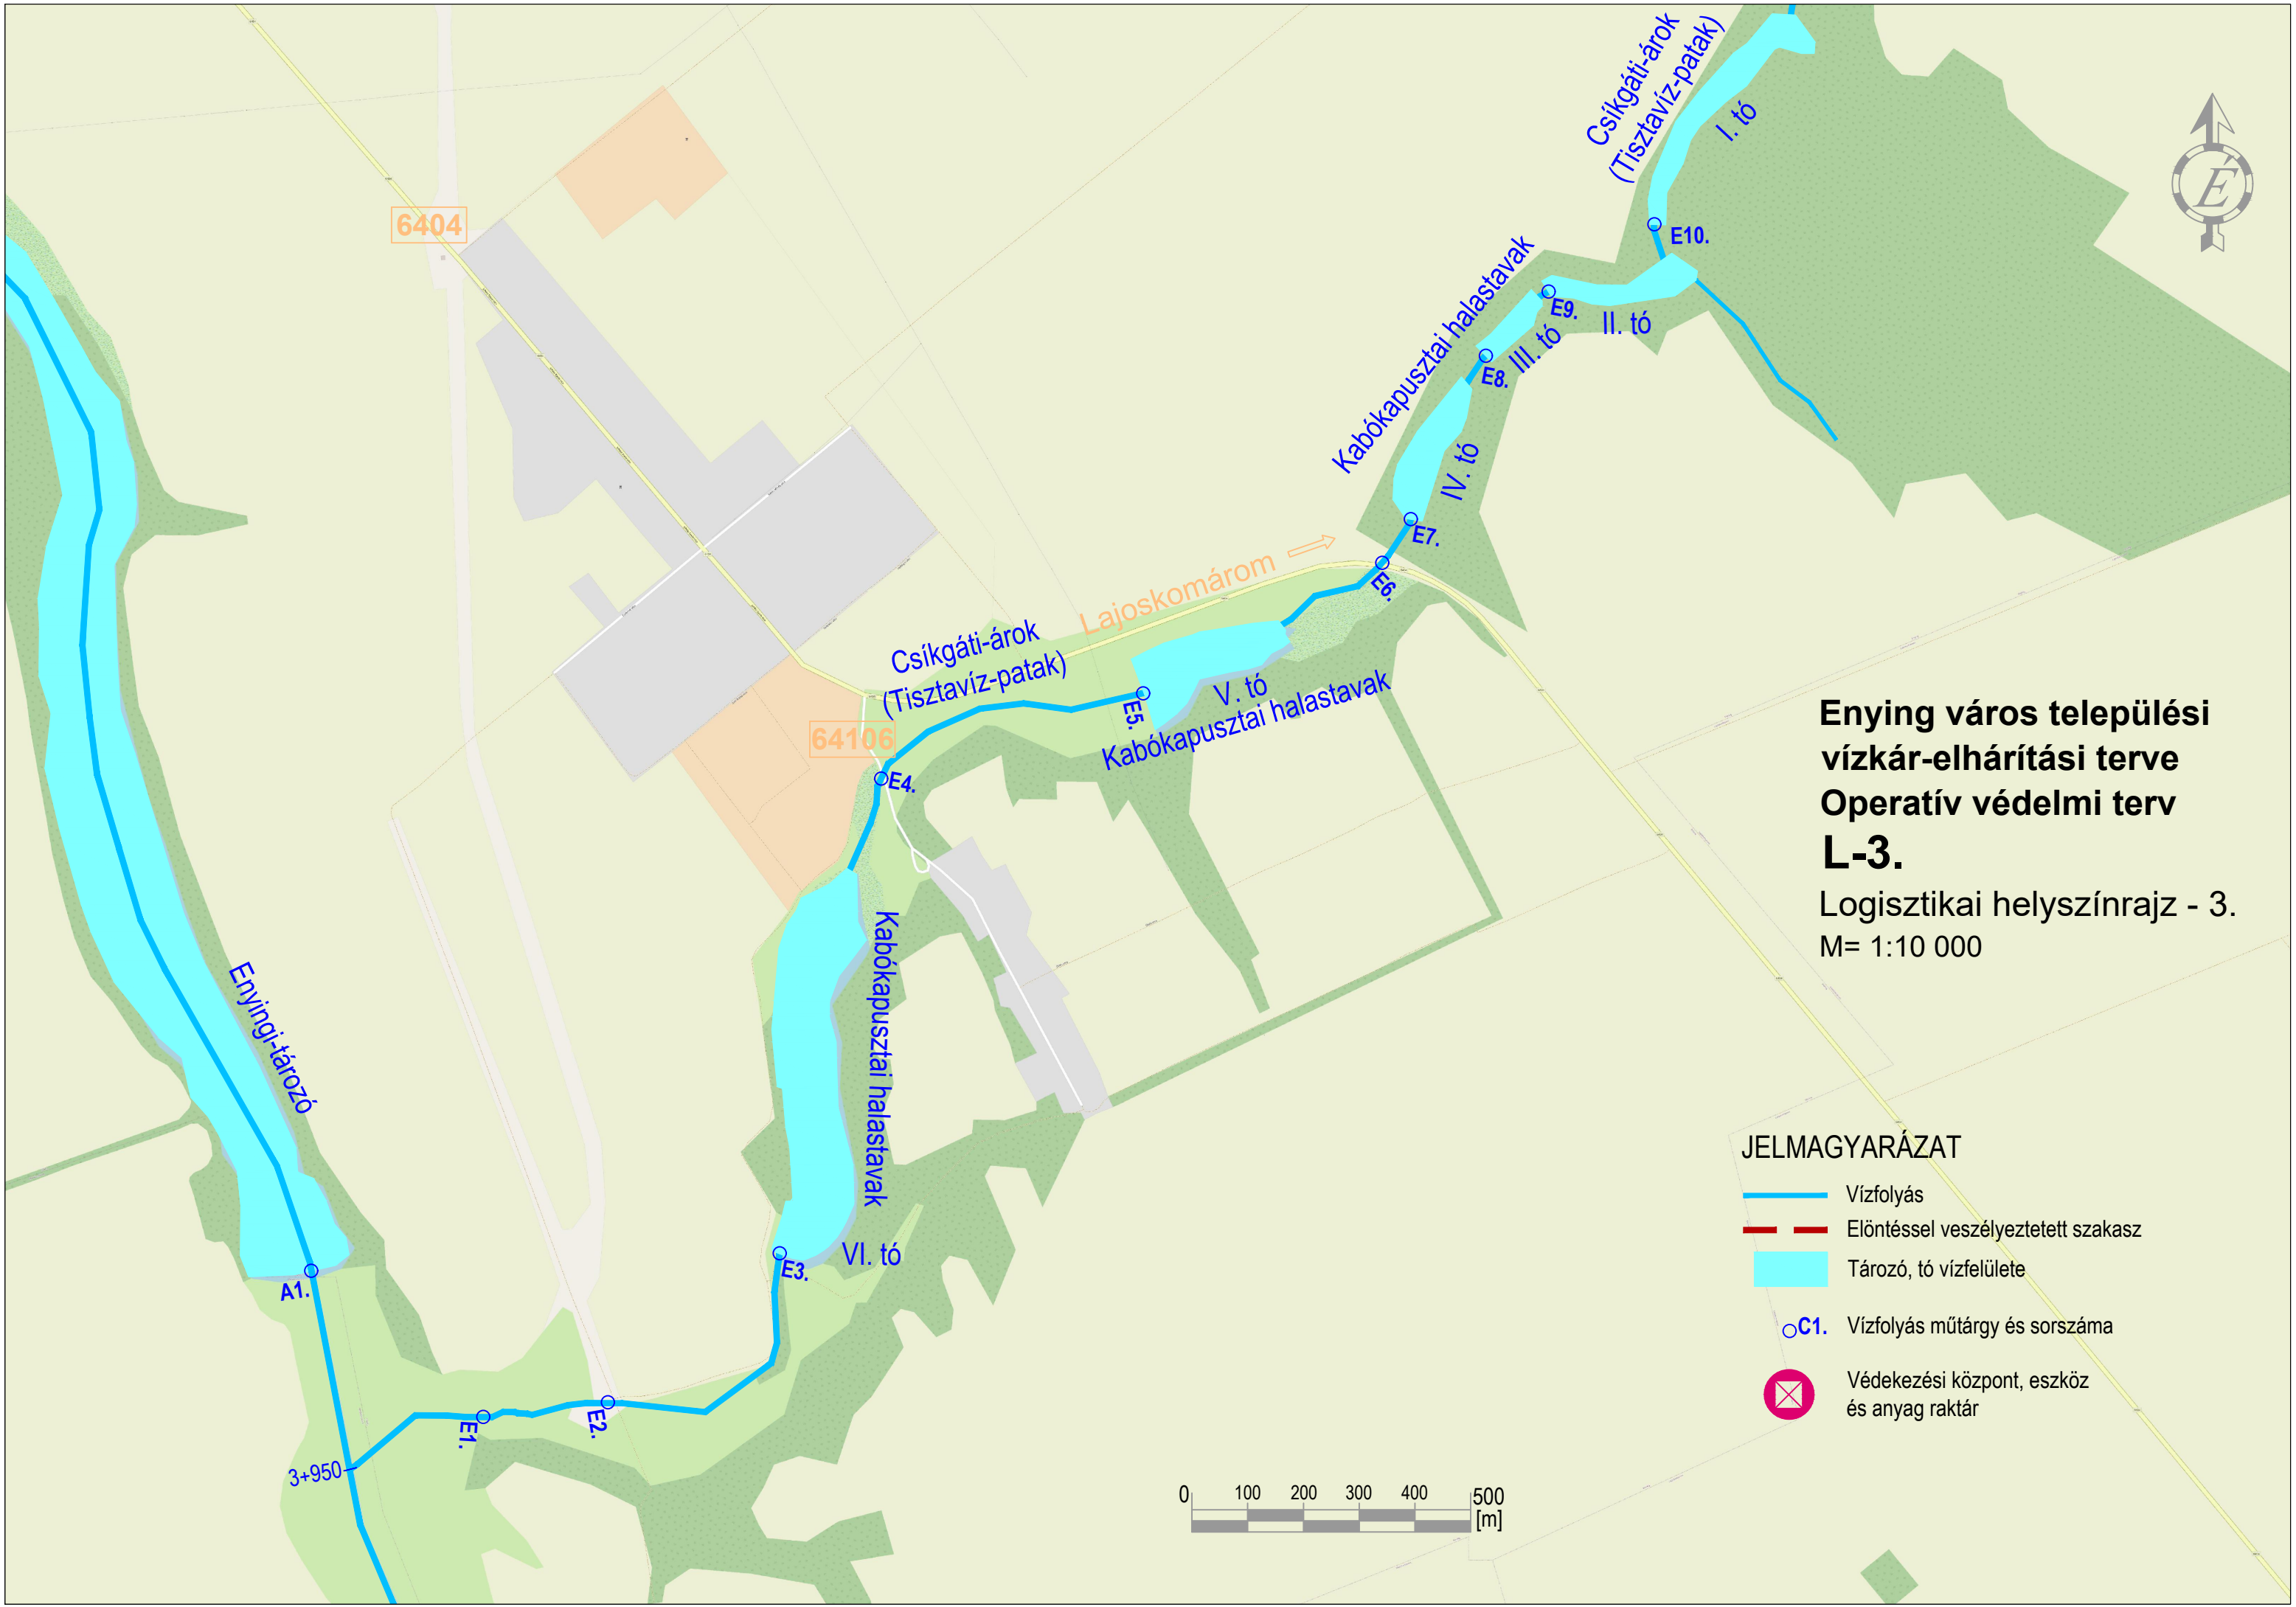 Csíkgáti-árok
(Tisztavíz-patak)
I. tó
É
6404
E10.
Kabókapusztai halastavak
E9.
II. tó
III. tó
E8.
IV. tó
E7.
Lajoskomárom
E6.
Csíkgáti-árok
(Tisztavíz-patak)
V. tó
E5.
Kabókapusztai halastavak
64106
E4.
Enying város települési
vízkár-elhárítási terve
Operatív védelmi terv
L-3.
Logisztikai helyszínrajz - 3.
M= 1:10 000
Kabókapusztai halastavak
Enyingi-tározó
VI. tó
E3.
A1.
E1.
E2.
3+950
JELMAGYARÁZAT
Vízfolyás
Elöntéssel veszélyeztetett szakasz
Tározó, tó vízfelülete
C1.
Vízfolyás műtárgy és sorszáma
Védekezési központ, eszköz
és anyag raktár
0 100 200 300 400 500
[m]